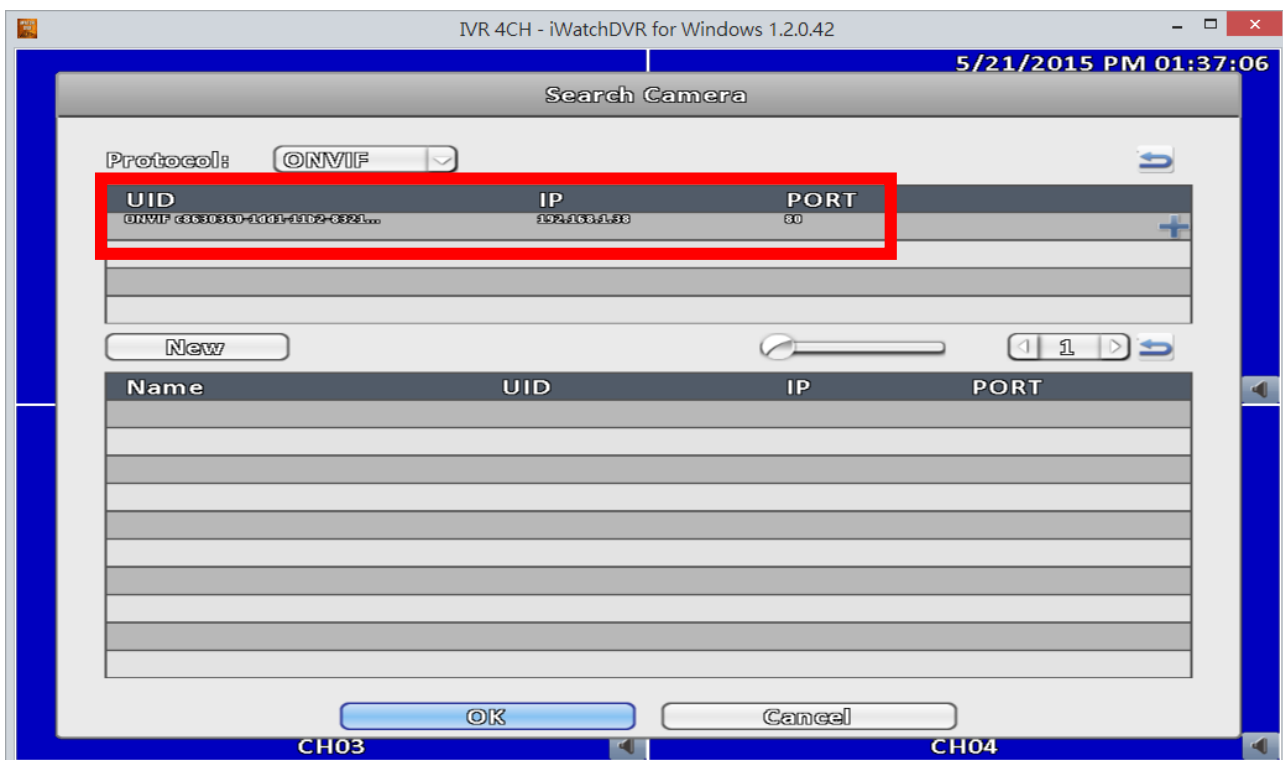 IVR 4CH - iWatchDVR for Windows 1.2.0.42
5/21/2015 PM 01:37:06
Search Camera
Protocol: ONVIF
UID IP PORT
ONVIF 192.168.1.38 80
New 1
Name UID IP PORT
OK Cancel
CH03 CH04